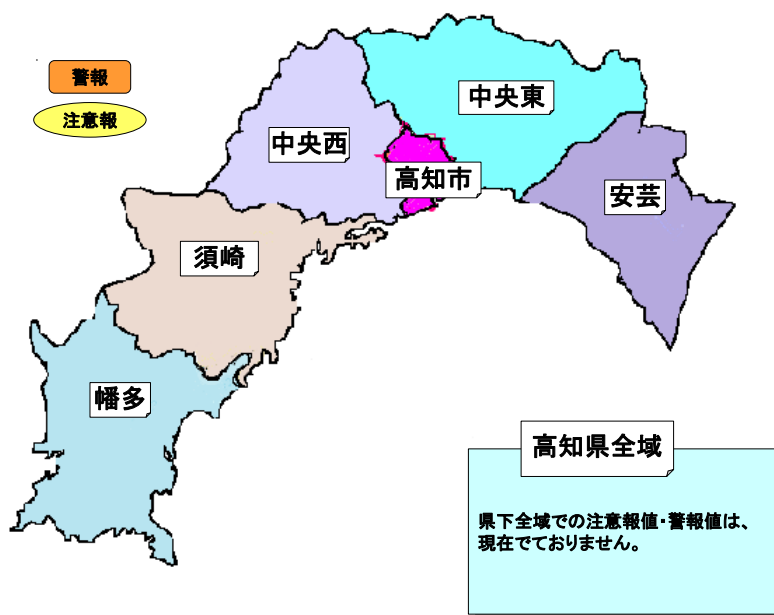 警報
注意報
中央東
中央西
高知市
安芸
須崎
幡多
高知県全域
県下全域での注意報値・警報値は、
現在でておりません。